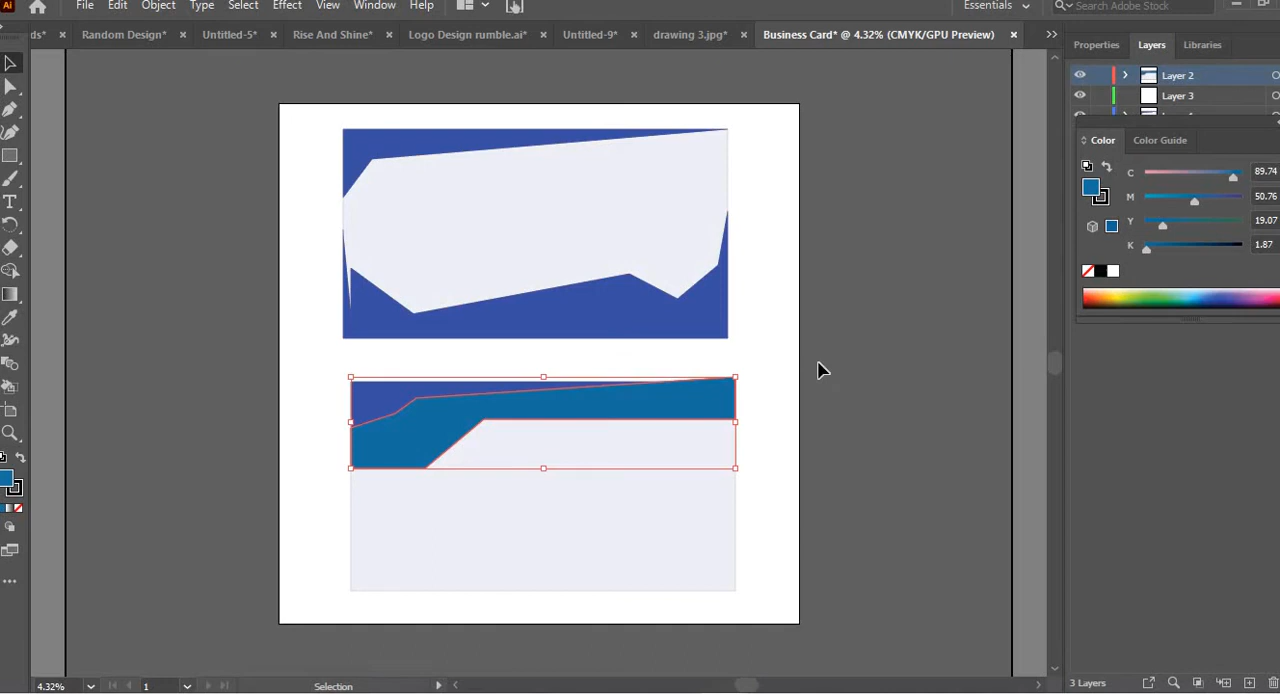 Ai File Edit Object Type Select Effect View Window Help Essentials Search Adobe Stock
ds* × Random Design* × Untitled-5* × Rise And Shine* × Logo Design rumble.ai* × Untitled-9* × drawing 3.jpg* × Business Card* @ 4.32% (CMYK/GPU Preview) ×
Properties Layers Libraries
Layer 2
Layer 3
Color Color Guide
C 89.74
M 50.76
Y 19.07
K 1.87
4.32% 1 Selection 3 Layers